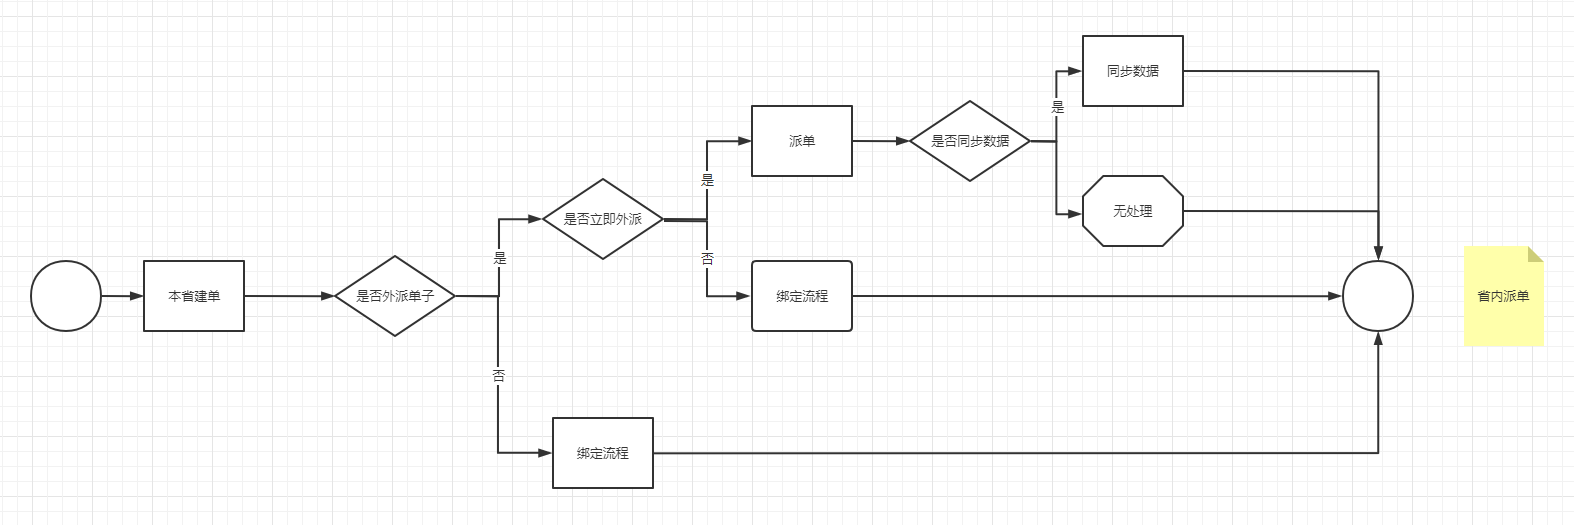 本省建单
是否外派单子
是
否
是否立即外派
是
否
派单
绑定流程
绑定流程
是否同步数据
是
同步数据
无处理
省内派单